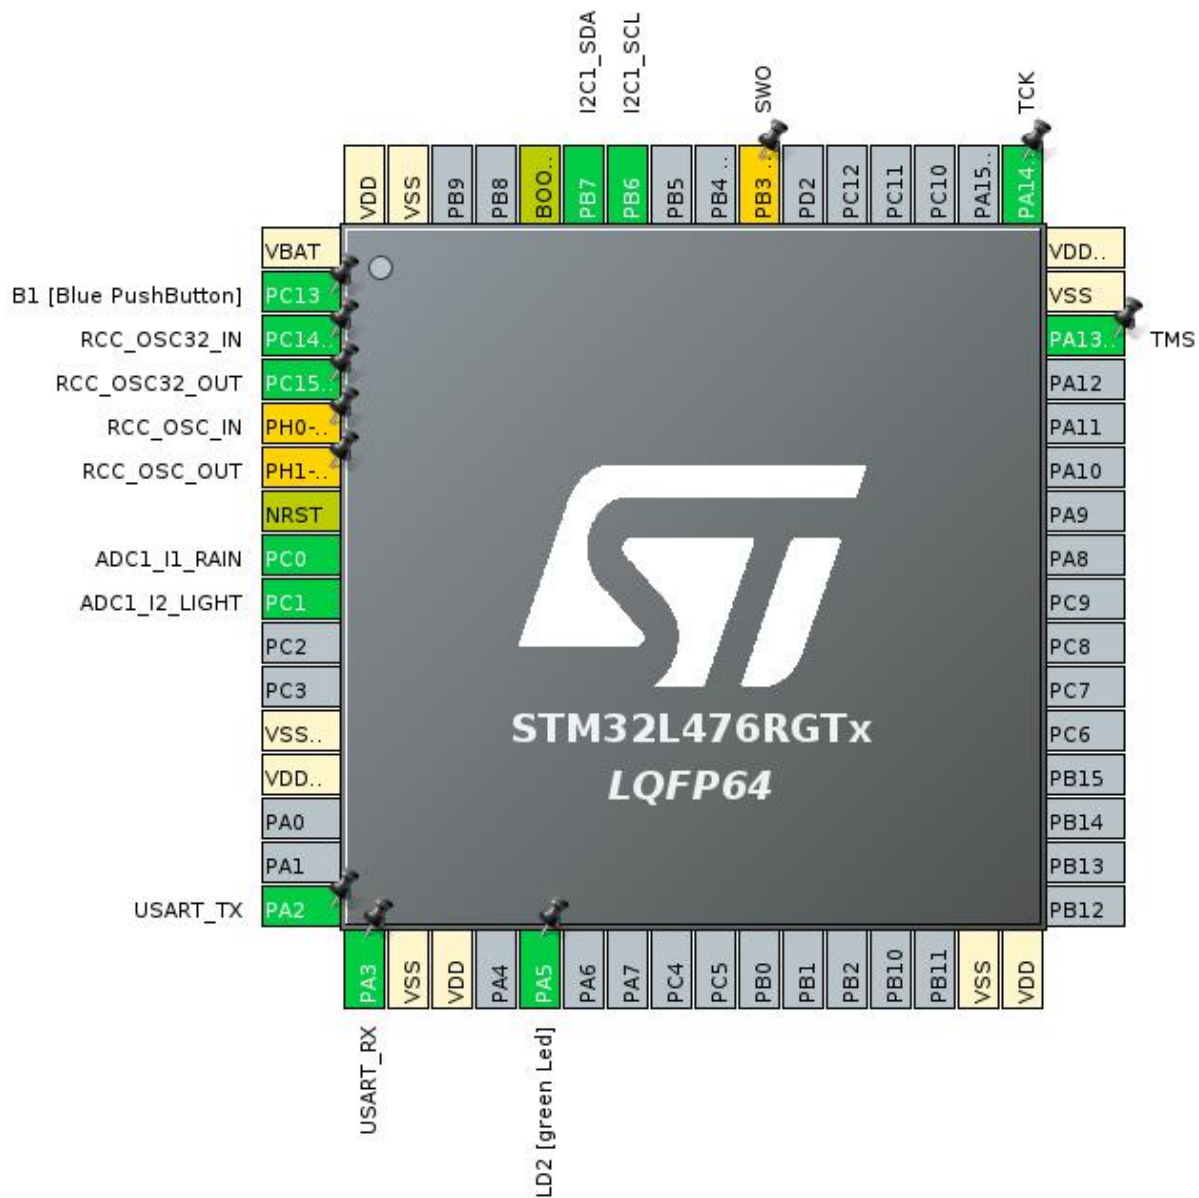 I2C1_SDA
I2C1_SCL
SWO
TCK
VDD
VSS
PB9
PB8
BOO..
PB7
PB6
PB5
PB4 ..
PB3 ..
PD2
PC12
PC11
PC10
PA15..
PA14..
VBAT
B1 [Blue PushButton] PC13
RCC_OSC32_IN PC14..
RCC_OSC32_OUT PC15..
RCC_OSC_IN PH0-..
RCC_OSC_OUT PH1-..
NRST
ADC1_I1_RAIN PC0
ADC1_I2_LIGHT PC1
PC2
PC3
VSS..
VDD..
PA0
PA1
USART_TX PA2
ST
STM32L476RGTx
LQFP64
VDD..
VSS
PA13.. TMS
PA12
PA11
PA10
PA9
PA8
PC9
PC8
PC7
PC6
PB15
PB14
PB13
PB12
PA3
VSS
VDD
PA4
PA5
PA6
PA7
PC4
PC5
PB0
PB1
PB2
PB10
PB11
VSS
VDD
USART_RX
LD2 [green Led]